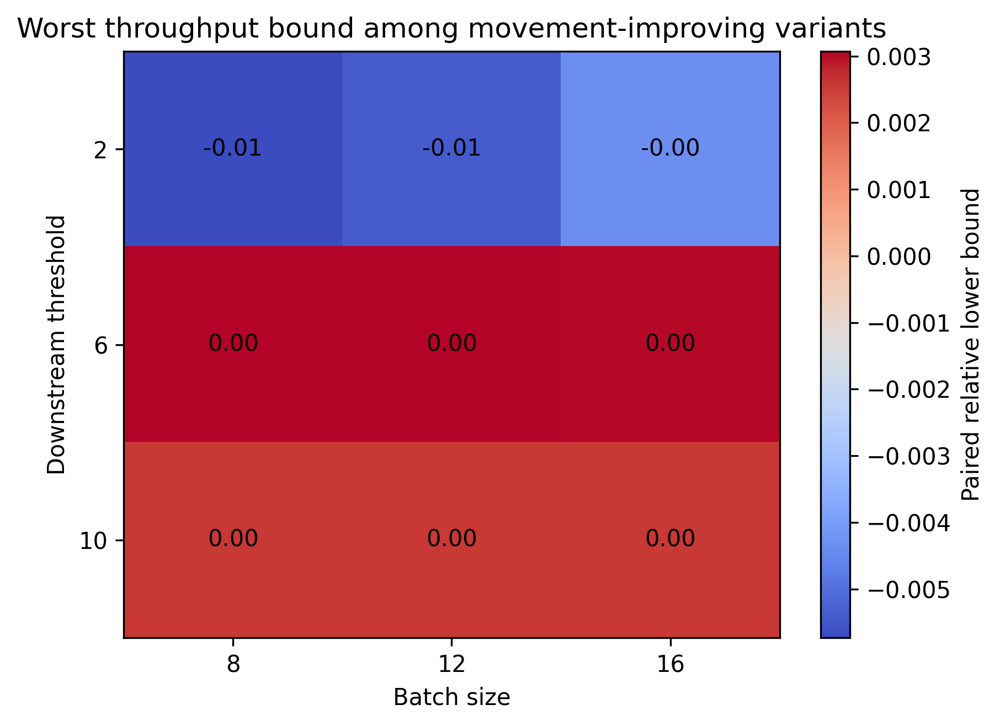 Worst throughput bound among movement-improving variants
Downstream threshold
2
6
10
-0.01 -0.01 -0.00
0.00 0.00 0.00
0.00 0.00 0.00
8 12 16
Batch size
0.003
0.002
0.001
0.000
−0.001
−0.002
−0.003
−0.004
−0.005
Paired relative lower bound